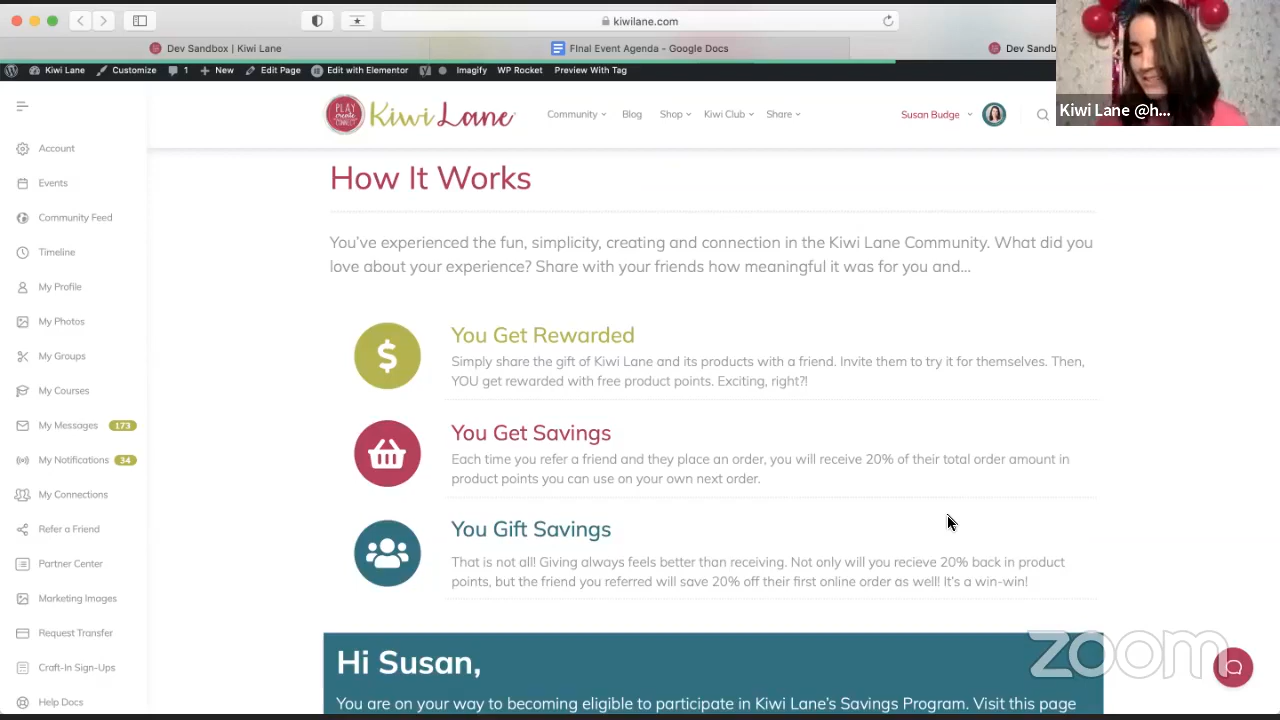 kiwilane.com
Dev Sandbox | Kiwi Lane
FInal Event Agenda - Google Docs
Dev Sandb
Kiwi Lane
Customize
1
New
Edit Page
Edit with Elementor
Imagify
WP Rocket
Preview With Tag
Kiwi Lane @h...
PLAY
create
CONNECT
Kiwi Lane
Community
Blog
Shop
Kiwi Club
Share
Susan Budge
Account
Events
Community Feed
Timeline
My Profile
My Photos
My Groups
My Courses
My Messages 173
My Notifications 34
My Connections
Refer a Friend
Partner Center
Marketing Images
Request Transfer
Craft-In Sign-Ups
Help Docs
How It Works
You've experienced the fun, simplicity, creating and connection in the Kiwi Lane Community. What did you
love about your experience? Share with your friends how meaningful it was for you and...
$
You Get Rewarded
Simply share the gift of Kiwi Lane and its products with a friend. Invite them to try it for themselves. Then,
YOU get rewarded with free product points. Exciting, right?!
You Get Savings
Each time you refer a friend and they place an order, you will receive 20% of their total order amount in
product points you can use on your own next order.
You Gift Savings
That is not all! Giving always feels better than receiving. Not only will you recieve 20% back in product
points, but the friend you referred will save 20% off their first online order as well! It's a win-win!
Hi Susan,
You are on your way to becoming eligible to participate in Kiwi Lane's Savings Program. Visit this page
zoom